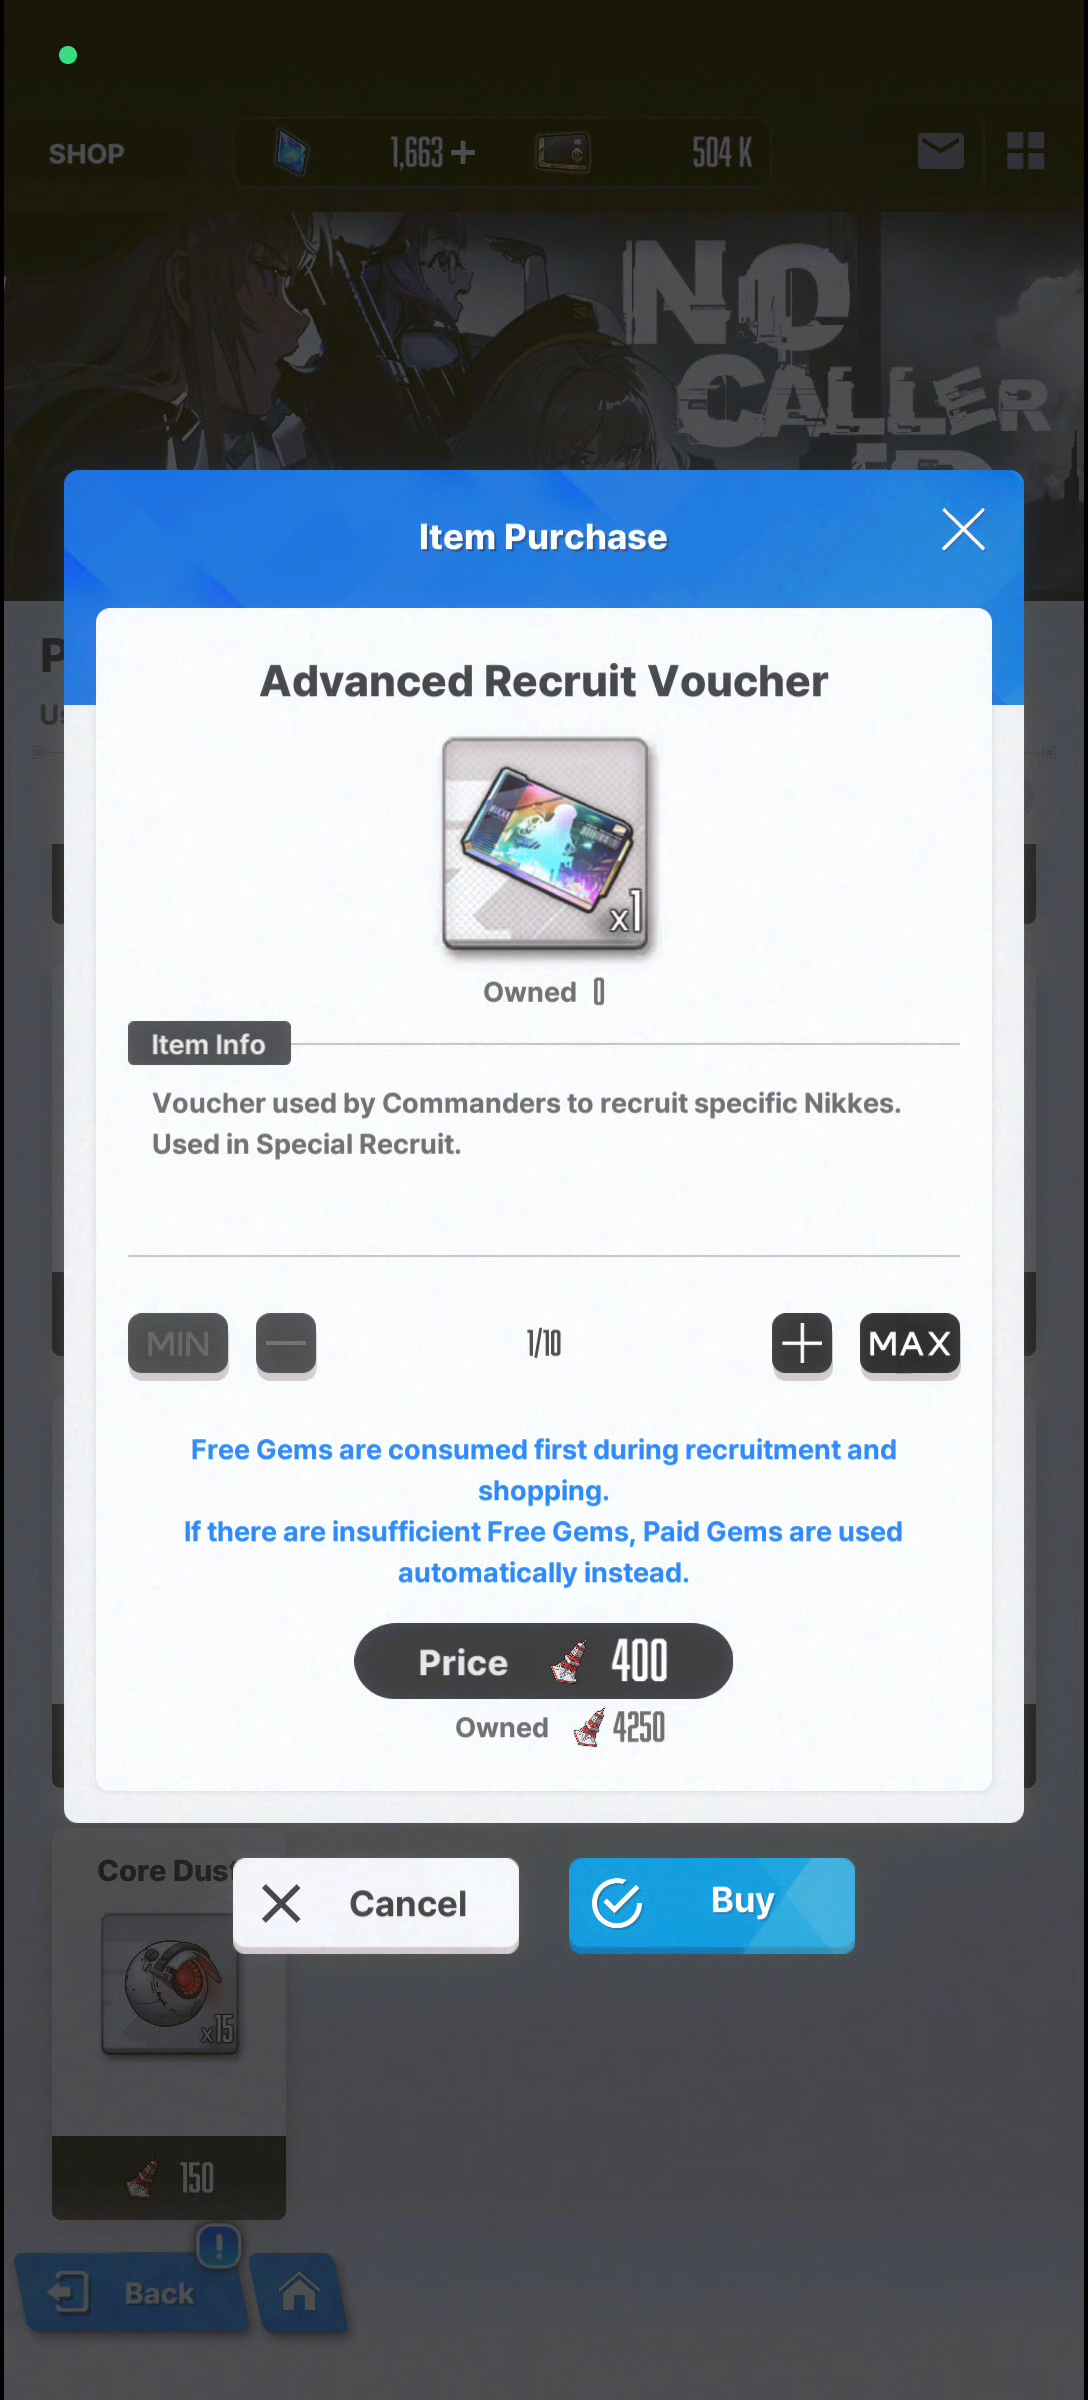 SHOP
1,663
504 K
NO
CALLER
Item Purchase
Advanced Recruit Voucher
x1
Owned 0
Item Info
Voucher used by Commanders to recruit specific Nikkes.
Used in Special Recruit.
MIN
1/10
MAX
Free Gems are consumed first during recruitment and
shopping.
If there are insufficient Free Gems, Paid Gems are used
automatically instead.
Price 400
Owned 4250
Core Dust
Cancel
Buy
x15
150
Back